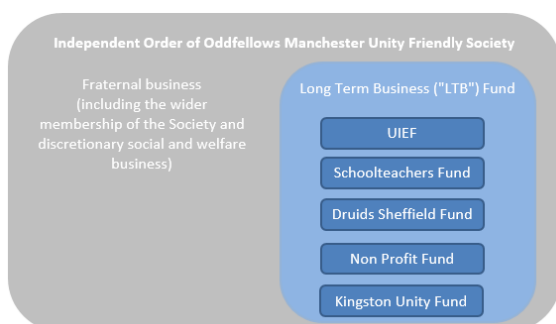 Independent Order of Oddfellows Manchester Unity Friendly Society
Fraternal business
(including the wider
membership of the Society and
discretionary social and welfare
business)
Long Term Business ("LTB") Fund
UIEF
Schoolteachers Fund
Druids Sheffield Fund
Non Profit Fund
Kingston Unity Fund